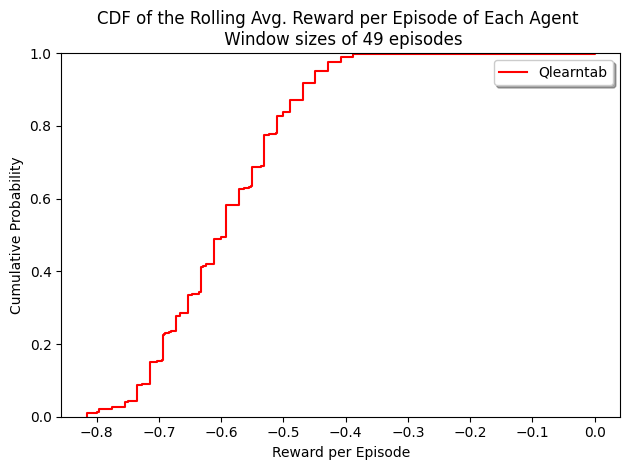 CDF of the Rolling Avg. Reward per Episode of Each Agent
Window sizes of 49 episodes
Qlearntab
1.0
0.8
0.6
0.4
0.2
0.0
Cumulative Probability
−0.8 −0.7 −0.6 −0.5 −0.4 −0.3 −0.2 −0.1 0.0
Reward per Episode